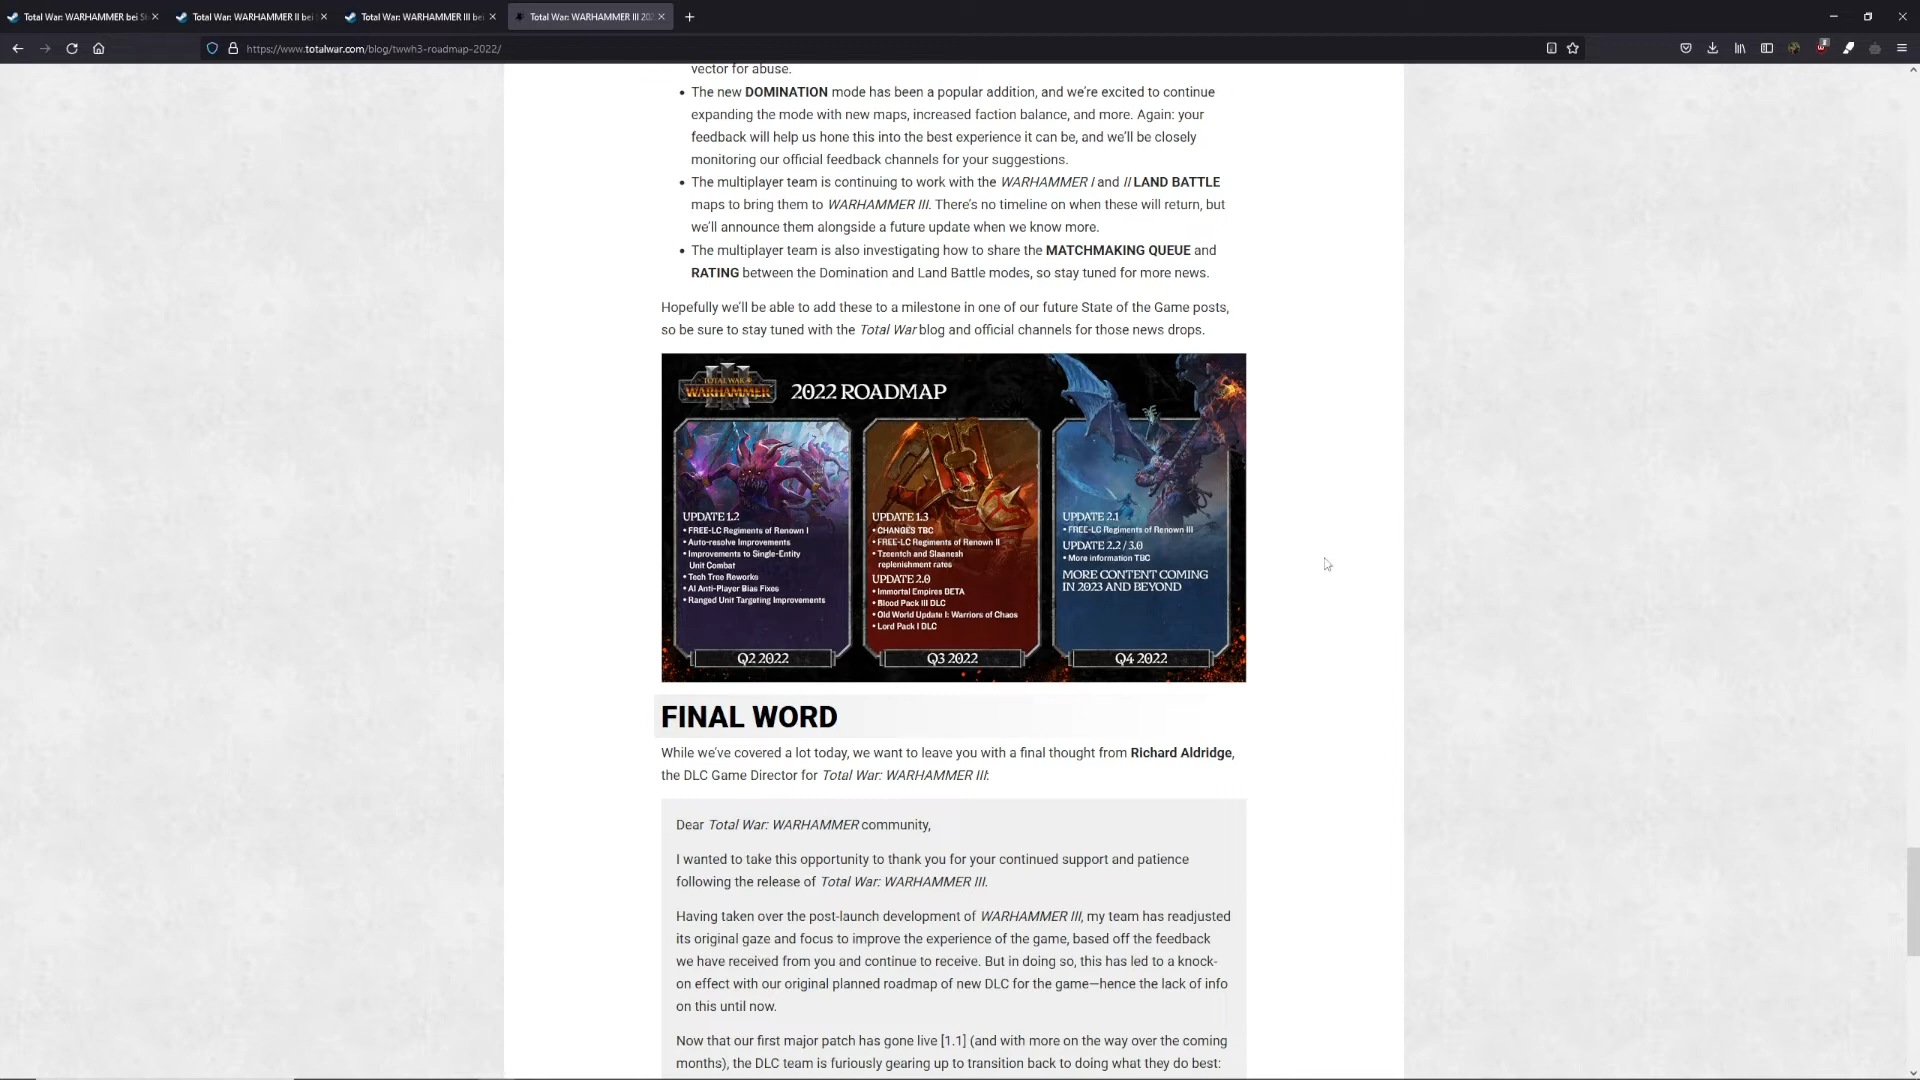 Total War: WARHAMMER bei St
Total War: WARHAMMER II bei S
Total War: WARHAMMER III bei
Total War: WARHAMMER III 202
https://www.totalwar.com/blog/twwh3-roadmap-2022/
vector for abuse.
• The new DOMINATION mode has been a popular addition, and we're excited to continue
expanding the mode with new maps, increased faction balance, and more. Again: your
feedback will help us hone this into the best experience it can be, and we'll be closely
monitoring our official feedback channels for your suggestions.
• The multiplayer team is continuing to work with the WARHAMMER I and II LAND BATTLE
maps to bring them to WARHAMMER III. There's no timeline on when these will return, but
we'll announce them alongside a future update when we know more.
• The multiplayer team is also investigating how to share the MATCHMAKING QUEUE and
RATING between the Domination and Land Battle modes, so stay tuned for more news.
Hopefully we'll be able to add these to a milestone in one of our future State of the Game posts,
so be sure to stay tuned with the Total War blog and official channels for those news drops.
TOTAL WAR
WARHAMMER
III
2022 ROADMAP
UPDATE 1.2
• FREE-LC Regiments of Renown I
• Auto-resolve Improvements
• Improvements to Single-Entity
Unit Combat
• Tech Tree Reworks
• AI Anti-Player Bias Fixes
• Ranged Unit Targeting Improvements
Q2 2022
UPDATE 1.3
• CHANGES TBC
• FREE-LC Regiments of Renown II
• Tzeentch and Slaanesh
replenishment rates
UPDATE 2.0
• Immortal Empires BETA
• Blood Pack III DLC
• Old World Update I: Warriors of Chaos
• Lord Pack I DLC
Q3 2022
UPDATE 2.1
• FREE-LC Regiments of Renown III
UPDATE 2.2 / 3.0
• More information TBC
MORE CONTENT COMING
IN 2023 AND BEYOND
Q4 2022
FINAL WORD
While we've covered a lot today, we want to leave you with a final thought from Richard Aldridge,
the DLC Game Director for Total War: WARHAMMER III:
Dear Total War: WARHAMMER community,
I wanted to take this opportunity to thank you for your continued support and patience
following the release of Total War: WARHAMMER III.
Having taken over the post-launch development of WARHAMMER III, my team has readjusted
its original gaze and focus to improve the experience of the game, based off the feedback
we have received from you and continue to receive. But in doing so, this has led to a knock-
on effect with our original planned roadmap of new DLC for the game—hence the lack of info
on this until now.
Now that our first major patch has gone live [1.1] (and with more on the way over the coming
months), the DLC team is furiously gearing up to transition back to doing what they do best: